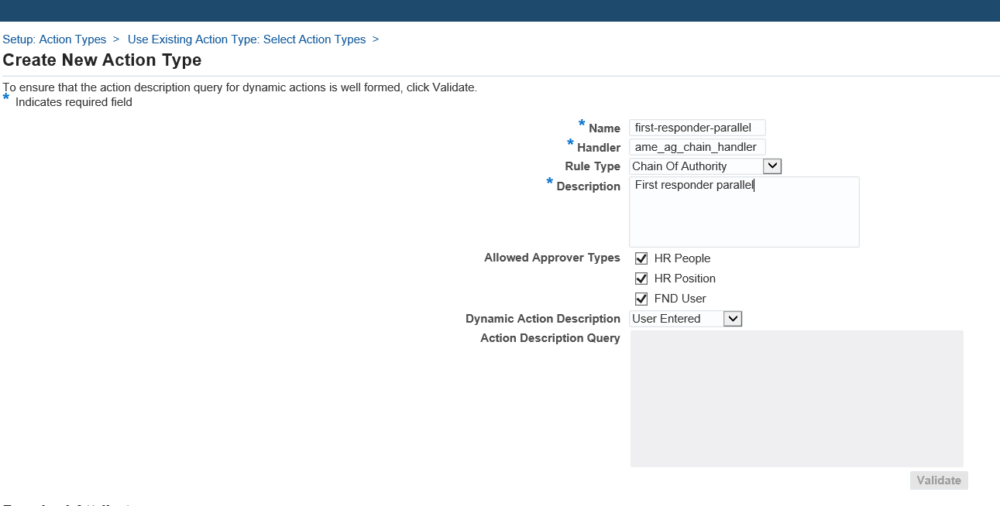 Setup: Action Types > Use Existing Action Type: Select Action Types >
Create New Action Type
To ensure that the action description query for dynamic actions is well formed, click Validate.
* Indicates required field
* Name first-responder-parallel
* Handler ame_ag_chain_handler
Rule Type Chain Of Authority
* Description First responder parallel
Allowed Approver Types HR People
HR Position
FND User
Dynamic Action Description User Entered
Action Description Query
Validate